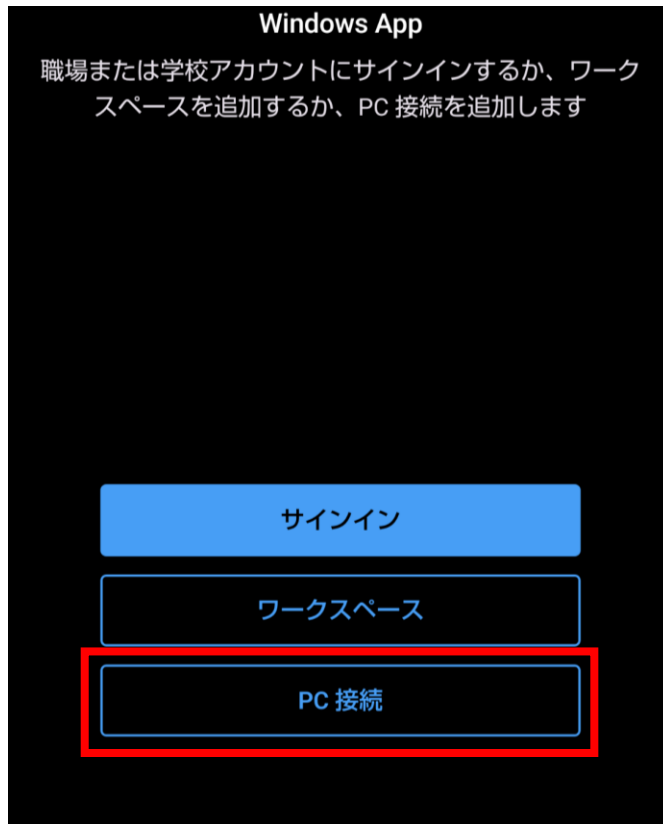 Windows App
職場または学校アカウントにサインインするか、ワーク
スペースを追加するか、PC 接続を追加します
サインイン
ワークスペース
PC 接続